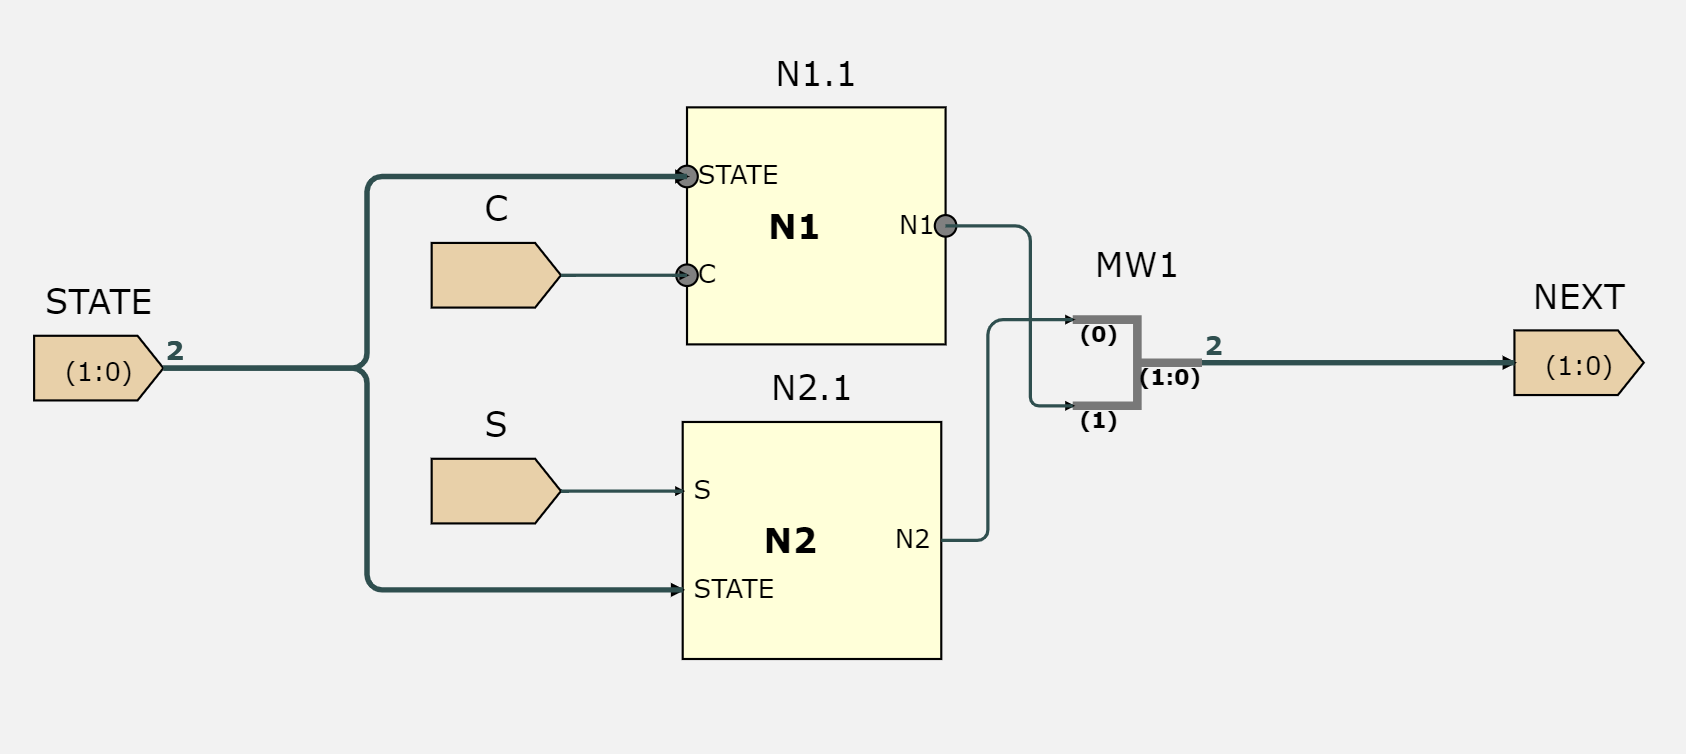 N1.1
STATE
C
N1
N1
C
MW1
STATE
(1:0)
2
(0)
(1:0)
(1)
2
NEXT
(1:0)
N2.1
S
S
N2
N2
STATE